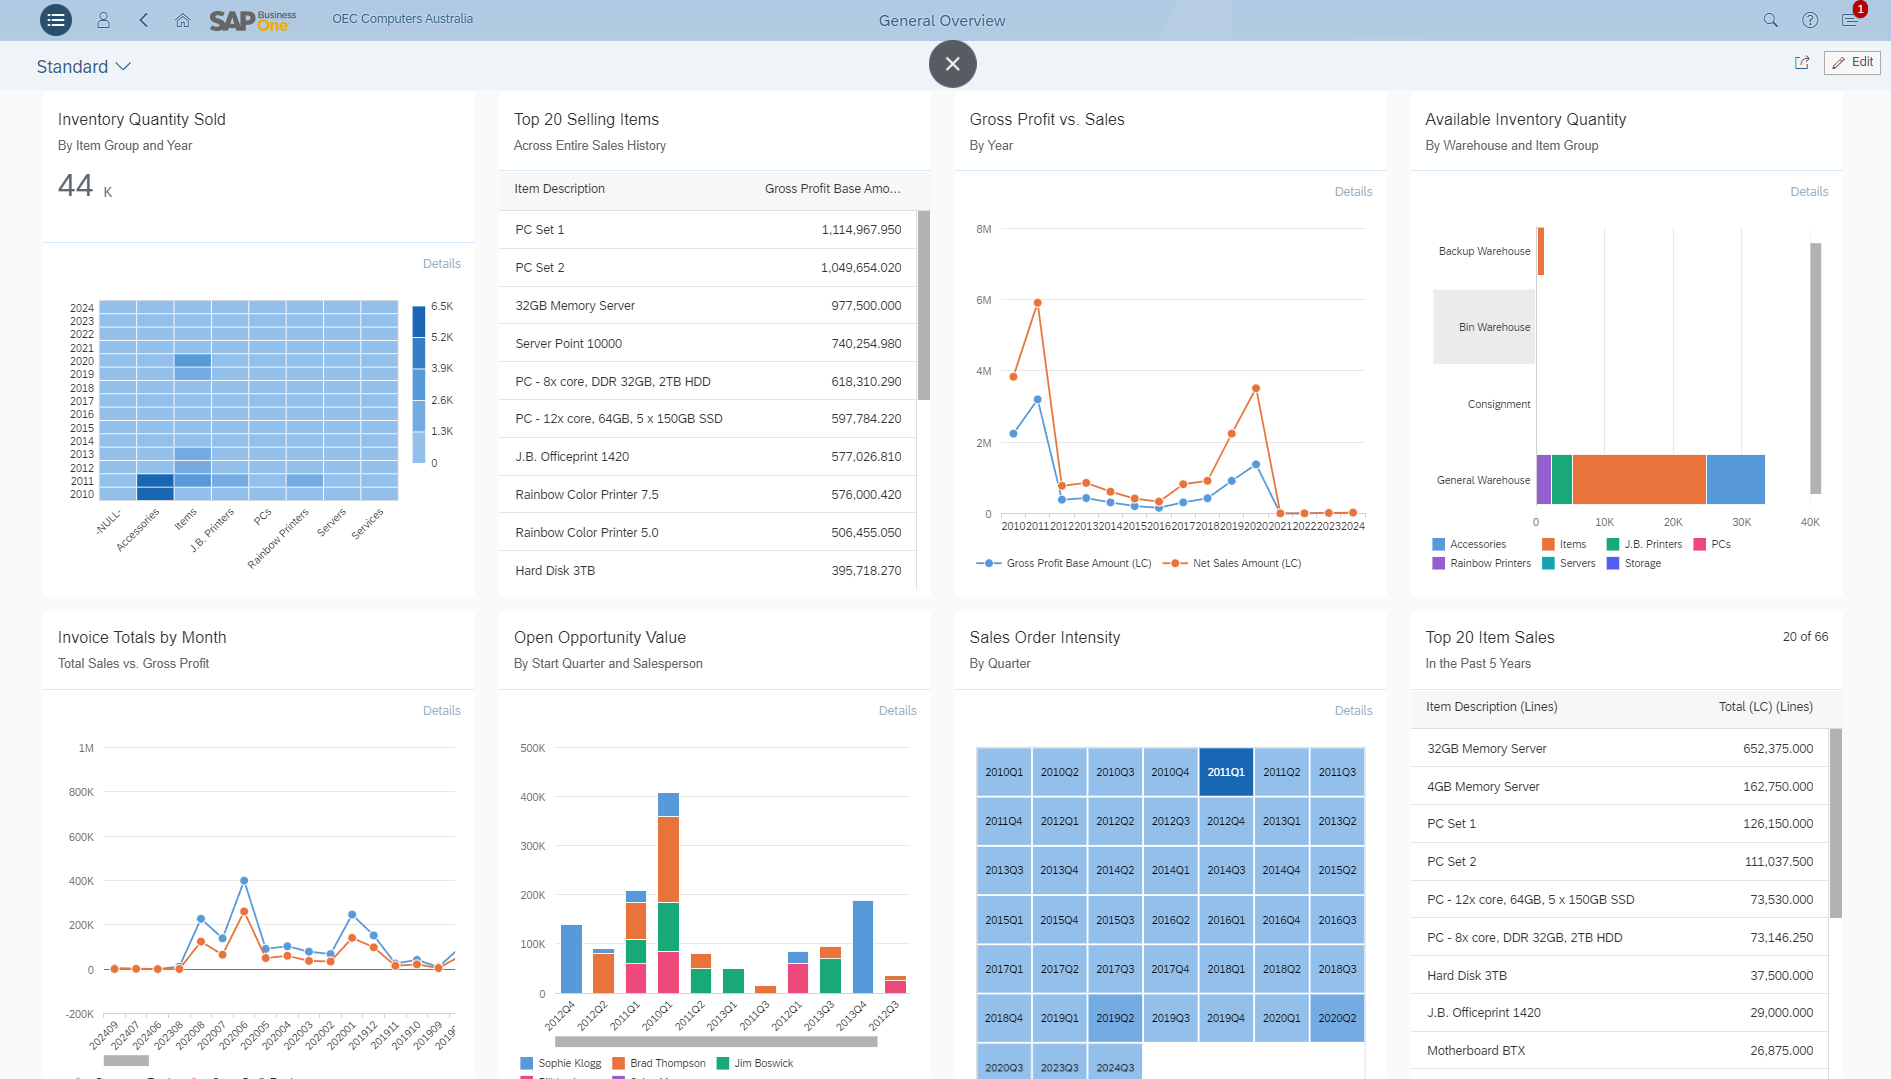 SAP Business One
OEC Computers Australia
General Overview
1
Standard
Edit
Inventory Quantity Sold
By Item Group and Year
44 K
Details
2024
2023
2022
2021
2020
2019
2018
2017
2016
2015
2014
2013
2012
2011
2010
-NULL-
Accessories
Items
J.B. Printers
PCs
Rainbow Printers
Servers
Services
6.5K
5.2K
3.9K
2.6K
1.3K
0
Top 20 Selling Items
Across Entire Sales History
Item Description Gross Profit Base Amo...
PC Set 1 1,114,967.950
PC Set 2 1,049,654.020
32GB Memory Server 977,500.000
Server Point 10000 740,254.980
PC - 8x core, DDR 32GB, 2TB HDD 618,310.290
PC - 12x core, 64GB, 5 x 150GB SSD 597,784.220
J.B. Officeprint 1420 577,026.810
Rainbow Color Printer 7.5 576,000.420
Rainbow Color Printer 5.0 506,455.050
Hard Disk 3TB 395,718.270
Gross Profit vs. Sales
By Year
Details
8M
6M
4M
2M
0
2010 2011 2012 2013 2014 2015 2016 2017 2018 2019 2020 2021 2022 2023 2024
Gross Profit Base Amount (LC) Net Sales Amount (LC)
Available Inventory Quantity
By Warehouse and Item Group
Details
Backup Warehouse
Bin Warehouse
Consignment
General Warehouse
0 10K 20K 30K 40K
Accessories Items J.B. Printers PCs
Rainbow Printers Servers Storage
Invoice Totals by Month
Total Sales vs. Gross Profit
Details
1M
800K
600K
400K
200K
0
-200K
202409
202407
202406
202308
202008
202007
202006
202005
202004
202003
202002
202001
201912
201911
201910
201909
Open Opportunity Value
By Start Quarter and Salesperson
Details
500K
400K
300K
200K
100K
0
2012Q4
2012Q2
2011Q1
2010Q1
2011Q2
2013Q1
2011Q3
2012Q1
2013Q3
2013Q4
2012Q3
Sophie Klogg Brad Thompson Jim Boswick
Sales Order Intensity
By Quarter
Details
2010Q1 2010Q2 2010Q3 2010Q4 2011Q1 2011Q2 2011Q3
2011Q4 2012Q1 2012Q2 2012Q3 2012Q4 2013Q1 2013Q2
2013Q3 2013Q4 2014Q2 2014Q1 2014Q3 2014Q4 2015Q2
2015Q1 2015Q4 2015Q3 2016Q2 2016Q1 2016Q4 2016Q3
2017Q1 2017Q2 2017Q3 2017Q4 2018Q1 2018Q2 2018Q3
2018Q4 2019Q1 2019Q2 2019Q3 2019Q4 2020Q1 2020Q2
2020Q3 2023Q3 2024Q3
Top 20 Item Sales 20 of 66
In the Past 5 Years
Item Description (Lines) Total (LC) (Lines)
32GB Memory Server 652,375.000
4GB Memory Server 162,750.000
PC Set 1 126,150.000
PC Set 2 111,037.500
PC - 12x core, 64GB, 5 x 150GB SSD 73,530.000
PC - 8x core, DDR 32GB, 2TB HDD 73,146.250
Hard Disk 3TB 37,500.000
J.B. Officeprint 1420 29,000.000
Motherboard BTX 26,875.000